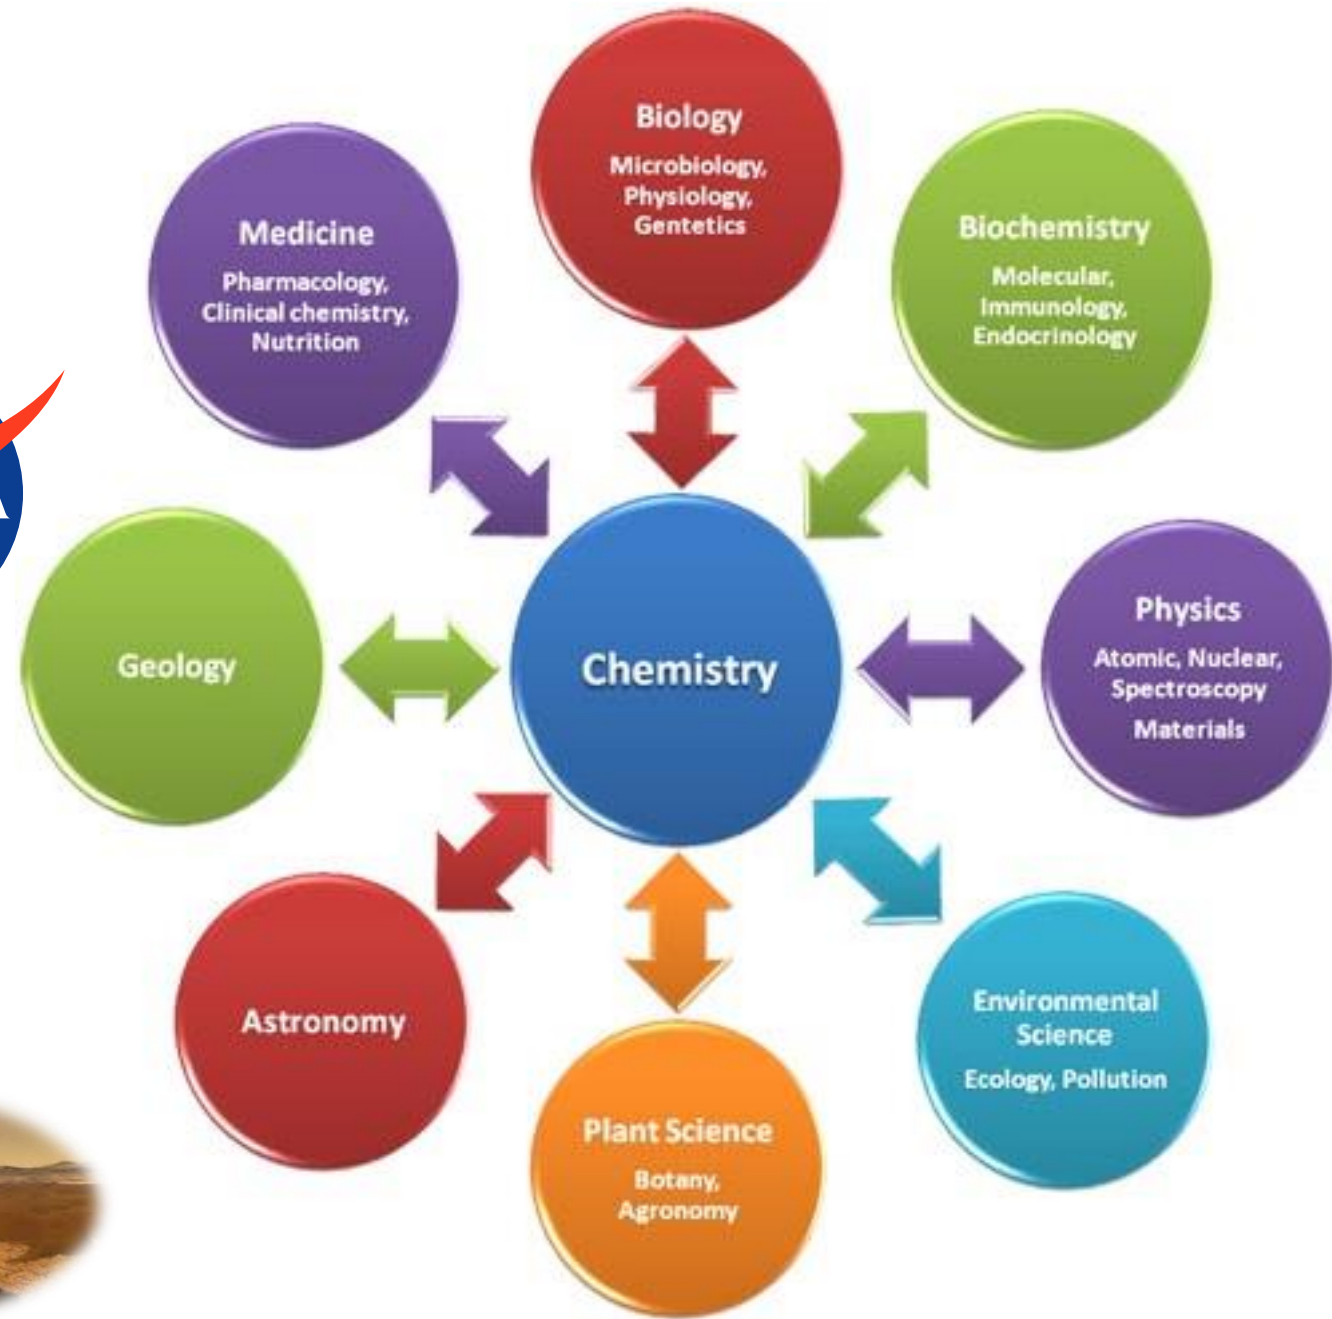 Biology
Microbiology,
Physiology,
Gentetics
Biochemistry
Molecular,
Immunology,
Endocrinology
Medicine
Pharmacology,
Clinical chemistry,
Nutrition
Physics
Atomic, Nuclear,
Spectroscopy
Materials
Geology
Chemistry
Environmental
Science
Ecology, Pollution
Astronomy
Plant Science
Botany,
Agronomy